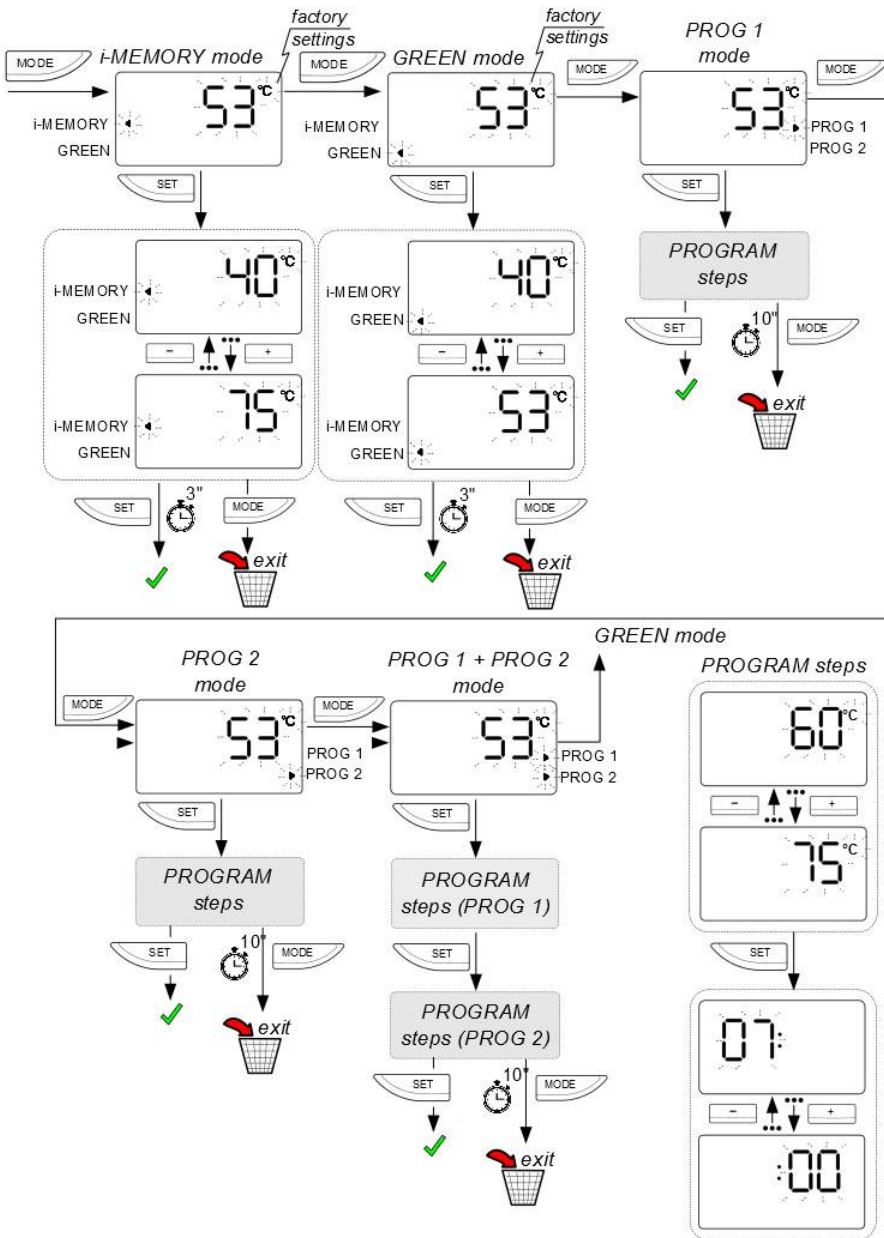 factory
settings
factory
settings
PROG 1
mode
i-MEMORY mode
GREEN mode
MODE
MODE
MODE
MODE
53 °C
53 °C
53 °C
i-MEMORY
GREEN
i-MEMORY
GREEN
PROG 1
PROG 2
SET
SET
SET
40 °C
i-MEMORY
GREEN
40 °C
i-MEMORY
GREEN
PROGRAM
steps
SET
10"
MODE
- +
- +
75 °C
i-MEMORY
GREEN
53 °C
i-MEMORY
GREEN
exit
SET
3"
MODE
SET
3"
MODE
exit
exit
GREEN mode
PROG 2
mode
PROG 1 + PROG 2
mode
PROGRAM steps
MODE
MODE
53 °C
PROG 1
PROG 2
53 °C
PROG 1
PROG 2
60 °C
- +
75 °C
SET
SET
PROGRAM
steps
PROGRAM
steps (PROG 1)
SET
10"
MODE
SET
SET
exit
PROGRAM
steps (PROG 2)
07:
- +
:00
SET
10"
MODE
exit